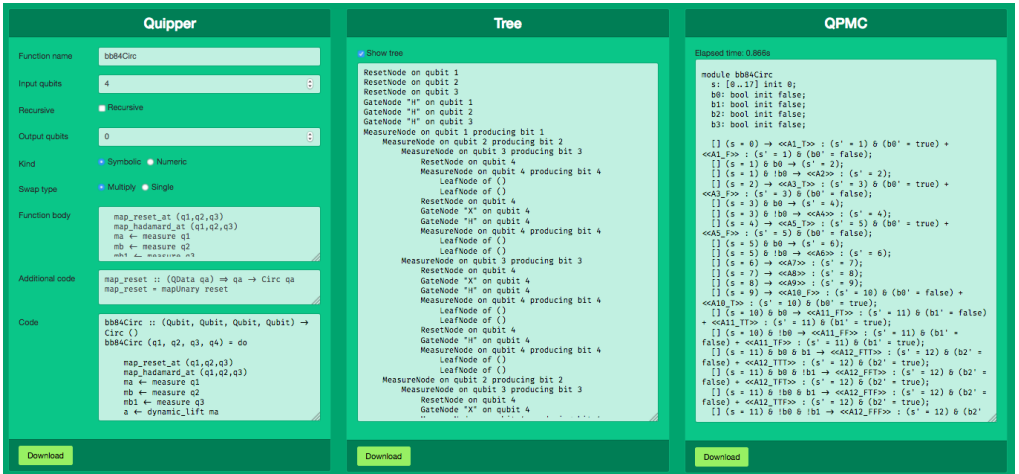 Quipper
Function name
bb84Circ
Input qubits
4
Recursive
Recursive
Output qubits
0
Kind
Symbolic
Numeric
Swap type
Multiply
Single
Function body
map_reset_at (q1,q2,q3)
map_hadamard_at (q1,q2,q3)
ma ← measure q1
mb ← measure q2
mb1 ← measure q3
Additional code
map_reset :: (QData qa) ⇒ qa → Circ qa
map_reset = mapUnary reset
Code
bb84Circ :: (Qubit, Qubit, Qubit, Qubit) →
Circ ()
bb84Circ (q1, q2, q3, q4) = do
map_reset_at (q1,q2,q3)
map_hadamard_at (q1,q2,q3)
ma ← measure q1
mb ← measure q2
mb1 ← measure q3
a ← dynamic_lift ma
Download
Tree
Show tree
ResetNode on qubit 1
ResetNode on qubit 2
ResetNode on qubit 3
GateNode "H" on qubit 1
GateNode "H" on qubit 2
GateNode "H" on qubit 3
MeasureNode on qubit 1 producing bit 1
MeasureNode on qubit 2 producing bit 2
MeasureNode on qubit 3 producing bit 3
ResetNode on qubit 4
MeasureNode on qubit 4 producing bit 4
LeafNode of ()
LeafNode of ()
ResetNode on qubit 4
GateNode "X" on qubit 4
GateNode "H" on qubit 4
MeasureNode on qubit 4 producing bit 4
LeafNode of ()
LeafNode of ()
MeasureNode on qubit 3 producing bit 3
ResetNode on qubit 4
GateNode "X" on qubit 4
GateNode "H" on qubit 4
MeasureNode on qubit 4 producing bit 4
LeafNode of ()
LeafNode of ()
ResetNode on qubit 4
GateNode "H" on qubit 4
MeasureNode on qubit 4 producing bit 4
LeafNode of ()
LeafNode of ()
MeasureNode on qubit 2 producing bit 2
MeasureNode on qubit 3 producing bit 3
ResetNode on qubit 4
GateNode "X" on qubit 4
Download
QPMC
Elapsed time: 0.866s
module bb84Circ
s: [0..17] init 0;
b0: bool init false;
b1: bool init false;
b2: bool init false;
b3: bool init false;
[] (s = 0) → <<A1_T>> : (s' = 1) & (b0' = true) +
<<A1_F>> : (s' = 1) & (b0' = false);
[] (s = 1) & b0 → (s' = 2);
[] (s = 1) & !b0 → <<A2>> : (s' = 2);
[] (s = 2) → <<A3_T>> : (s' = 3) & (b0' = true) +
<<A3_F>> : (s' = 3) & (b0' = false);
[] (s = 3) & b0 → (s' = 4);
[] (s = 3) & !b0 → <<A4>> : (s' = 4);
[] (s = 4) → <<A5_T>> : (s' = 5) & (b0' = true) +
<<A5_F>> : (s' = 5) & (b0' = false);
[] (s = 5) & b0 → (s' = 6);
[] (s = 5) & !b0 → <<A6>> : (s' = 6);
[] (s = 6) → <<A7>> : (s' = 7);
[] (s = 7) → <<A8>> : (s' = 8);
[] (s = 8) → <<A9>> : (s' = 9);
[] (s = 9) → <<A10_F>> : (s' = 10) & (b0' = false) +
<<A10_T>> : (s' = 10) & (b0' = true);
[] (s = 10) & b0 → <<A11_FT>> : (s' = 11) & (b1' = false)
+ <<A11_TT>> : (s' = 11) & (b1' = true);
[] (s = 10) & !b0 → <<A11_FF>> : (s' = 11) & (b1' =
false) + <<A11_TF>> : (s' = 11) & (b1' = true);
[] (s = 11) & b0 & b1 → <<A12_FTT>> : (s' = 12) & (b2' =
false) + <<A12_TTT>> : (s' = 12) & (b2' = true);
[] (s = 11) & b0 & !b1 → <<A12_FFT>> : (s' = 12) & (b2' =
false) + <<A12_TFT>> : (s' = 12) & (b2' = true);
[] (s = 11) & !b0 & b1 → <<A12_FTF>> : (s' = 12) & (b2' =
false) + <<A12_TTF>> : (s' = 12) & (b2' = true);
[] (s = 11) & !b0 & !b1 → <<A12_FFF>> : (s' = 12) & (b2'
Download